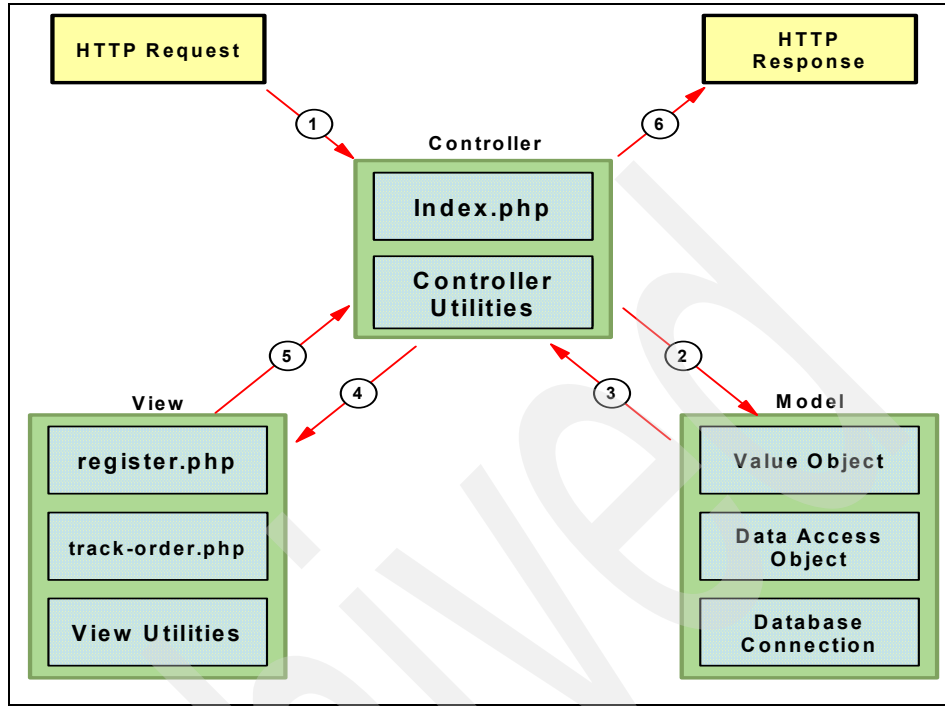 HTTP Request
HTTP
Response
1
6
Controller
Index.php
Controller
Utilities
5
2
4
3
View
Model
register.php
Value Object
track-order.php
Data Access
Object
View Utilities
Database
Connection